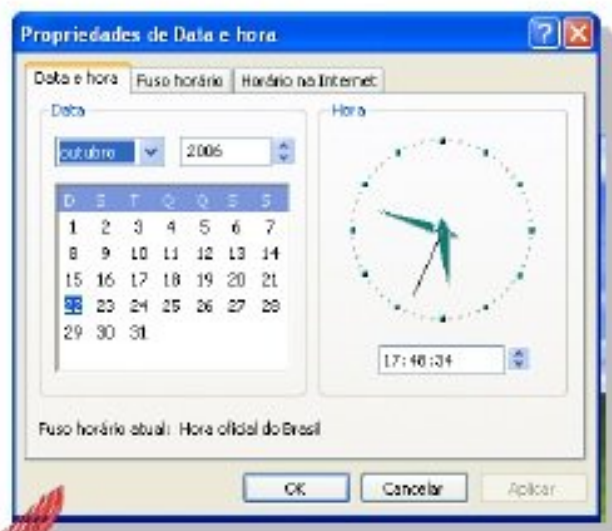 Propriedades de Data e hora
Data e hora
Fuso horário
Horário na Internet
Data
Hora
outubro
2006
D S T Q Q S S
1 2 3 4 5 6 7
8 9 10 11 12 13 14
15 16 17 18 19 20 21
22 23 24 25 26 27 28
29 30 31
17:48:34
Fuso horário atual: Hora oficial do Brasil
OK
Cancelar
Aplicar